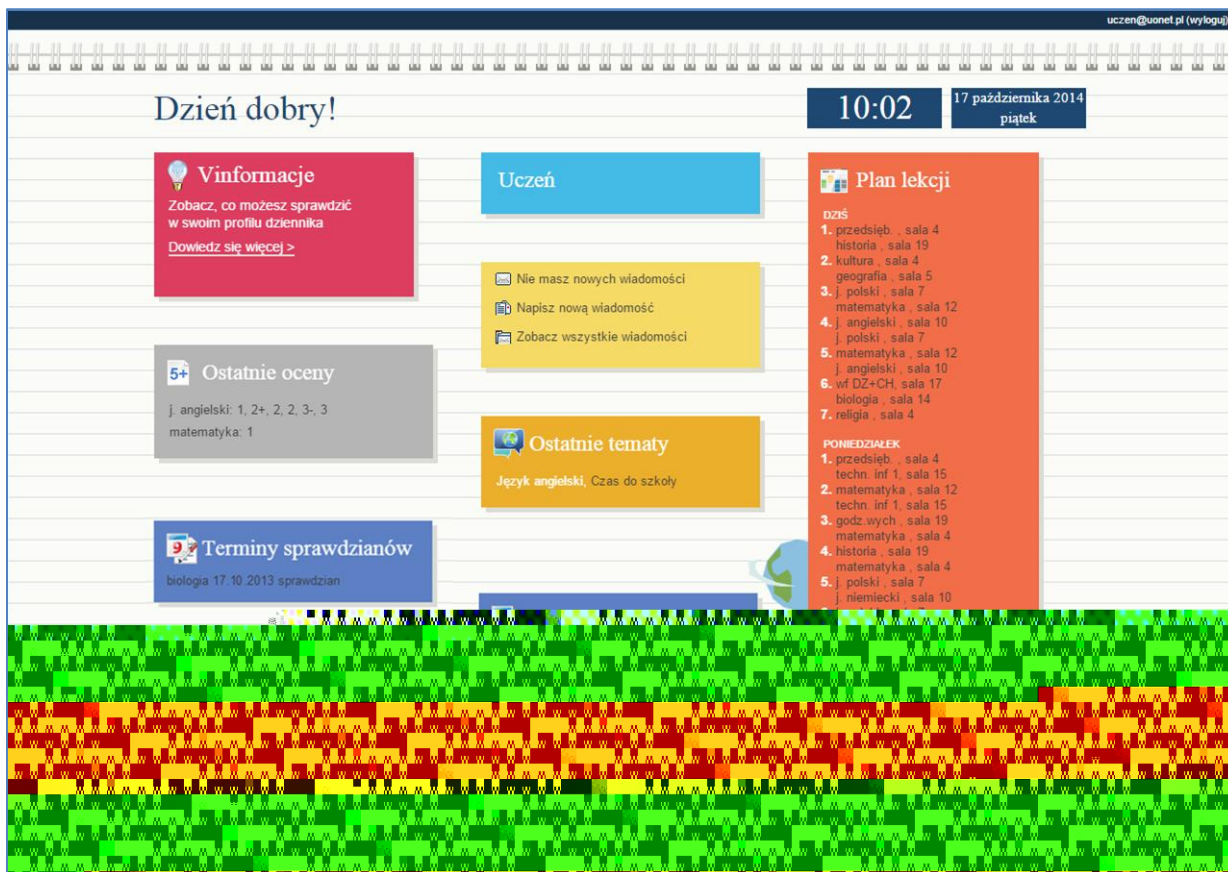 uczen@uonet.pl (wyloguj)
Dzień dobry!
10:02
17 października 2014
piątek
Vinformacje
Zobacz, co możesz sprawdzić
w swoim profilu dziennika
Dowiedz się więcej >
5+ Ostatnie oceny
j. angielski: 1, 2+, 2, 2, 3-, 3
matematyka: 1
9 Terminy sprawdzianów
biologia 17.10.2013 sprawdzian
Uczeń
Nie masz nowych wiadomości
Napisz nową wiadomość
Zobacz wszystkie wiadomości
Ostatnie tematy
Język angielski, Czas do szkoły
Plan lekcji
DZIŚ
1. przedsięb. , sala 4
historia , sala 19
2. kultura , sala 4
geografia , sala 5
3. j. polski , sala 7
matematyka , sala 12
4. j. angielski , sala 10
j. polski , sala 7
5. matematyka , sala 12
j. angielski , sala 10
6. wf DZ+CH, sala 17
biologia , sala 14
7. religia , sala 4
PONIEDZIAŁEK
1. przedsięb. , sala 4
techn. inf 1, sala 15
2. matematyka , sala 12
techn. inf 1, sala 15
3. godz.wych , sala 19
matematyka , sala 4
4. historia , sala 19
matematyka , sala 4
5. j. polski , sala 7
j. niemiecki , sala 10